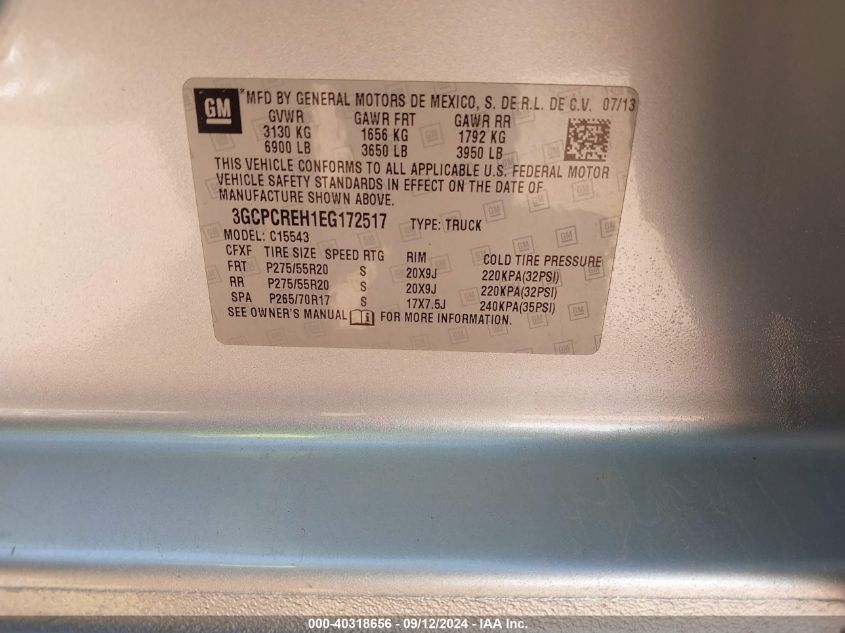 GM *MFD BY GENERAL MOTORS DE MEXICO, S. DE R.L. DE C.V. 07/13
GVWR GAWR FRT GAWR RR
3130 KG 1656 KG 1792 KG
6900 LB 3650 LB 3950 LB
THIS VEHICLE CONFORMS TO ALL APPLICABLE U.S. FEDERAL MOTOR
VEHICLE SAFETY STANDARDS IN EFFECT ON THE DATE OF
MANUFACTURE SHOWN ABOVE.
3GCPCREH1EG172517 TYPE: TRUCK
MODEL: C15543
CFXF TIRE SIZE SPEED RTG RIM COLD TIRE PRESSURE
FRT P275/55R20 S 20X9J 220KPA(32PSI)
RR P275/55R20 S 20X9J 220KPA(32PSI)
SPA P265/70R17 S 17X7.5J 240KPA(35PSI)
SEE OWNER'S MANUAL FOR MORE INFORMATION.
000-40318656 - 09/12/2024 - IAA Inc.